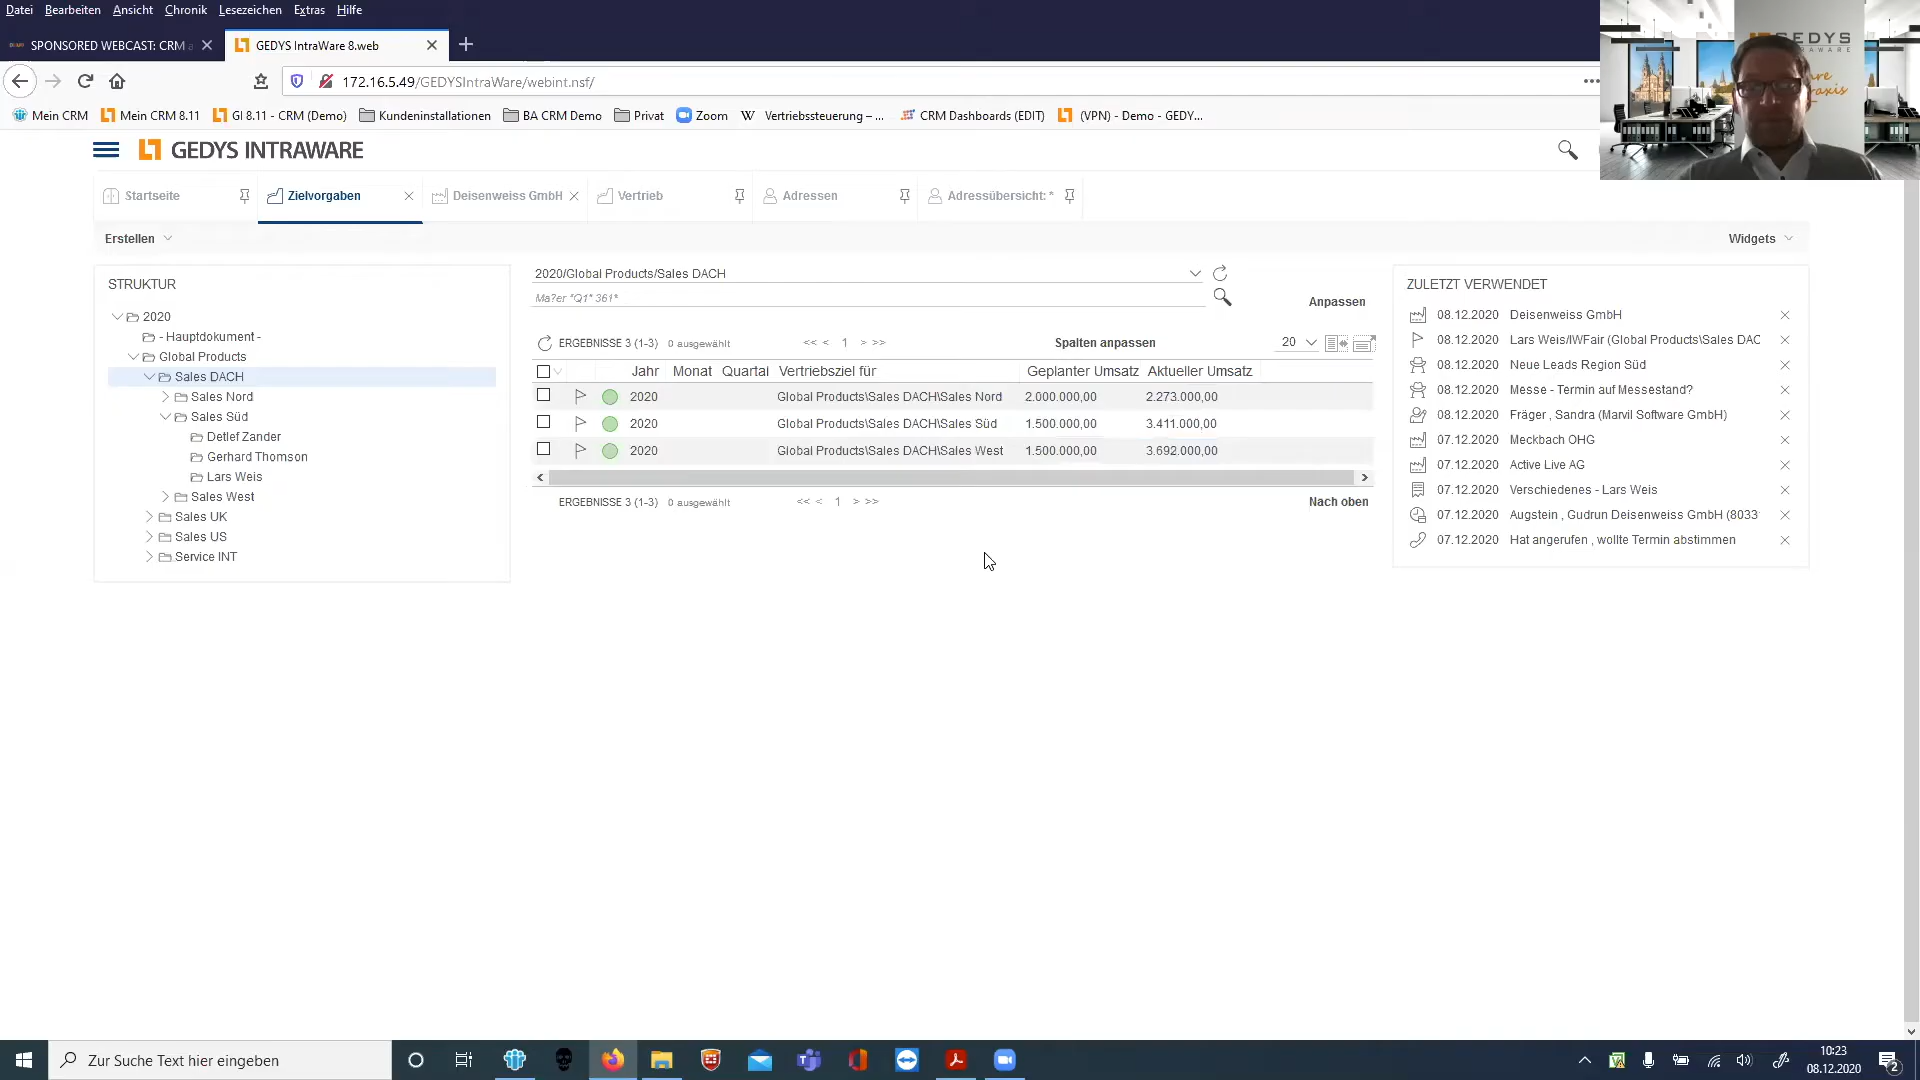 Datei Bearbeiten Ansicht Chronik Lesezeichen Extras Hilfe
SPONSORED WEBCAST: CRM a
GEDYS IntraWare 8.web
172.16.5.49/GEDYSIntraWare/webint.nsf/
Mein CRM Mein CRM 8.11 GI 8.11 - CRM (Demo) Kundeninstallationen BA CRM Demo Privat Zoom W Vertriebssteuerung – ... CRM Dashboards (EDIT) (VPN) - Demo - GEDY...
GEDYS INTRAWARE
GEDYS
INTRAWARE
Startseite Zielvorgaben Deisenweiss GmbH Vertrieb Adressen Adressübersicht: *
Erstellen Widgets
STRUKTUR
2020
- Hauptdokument -
Global Products
Sales DACH
Sales Nord
Sales Süd
Detlef Zander
Gerhard Thomson
Lars Weis
Sales West
Sales UK
Sales US
Service INT
2020/Global Products/Sales DACH
Ma?er "Q1" 361*
Anpassen
ERGEBNISSE 3 (1-3) 0 ausgewählt << < 1 > >> Spalten anpassen 20
Jahr Monat Quartal Vertriebsziel für Geplanter Umsatz Aktueller Umsatz
2020 Global Products\Sales DACH\Sales Nord 2.000.000,00 2.273.000,00
2020 Global Products\Sales DACH\Sales Süd 1.500.000,00 3.411.000,00
2020 Global Products\Sales DACH\Sales West 1.500.000,00 3.692.000,00
ERGEBNISSE 3 (1-3) 0 ausgewählt << < 1 > >> Nach oben
ZULETZT VERWENDET
08.12.2020 Deisenweiss GmbH
08.12.2020 Lars Weis/IWFair (Global Products\Sales DAC
08.12.2020 Neue Leads Region Süd
08.12.2020 Messe - Termin auf Messestand?
08.12.2020 Fräger , Sandra (Marvil Software GmbH)
07.12.2020 Meckbach OHG
07.12.2020 Active Live AG
07.12.2020 Verschiedenes - Lars Weis
07.12.2020 Augstein , Gudrun Deisenweiss GmbH (8033
07.12.2020 Hat angerufen , wollte Termin abstimmen
Zur Suche Text hier eingeben
10:23
08.12.2020
2